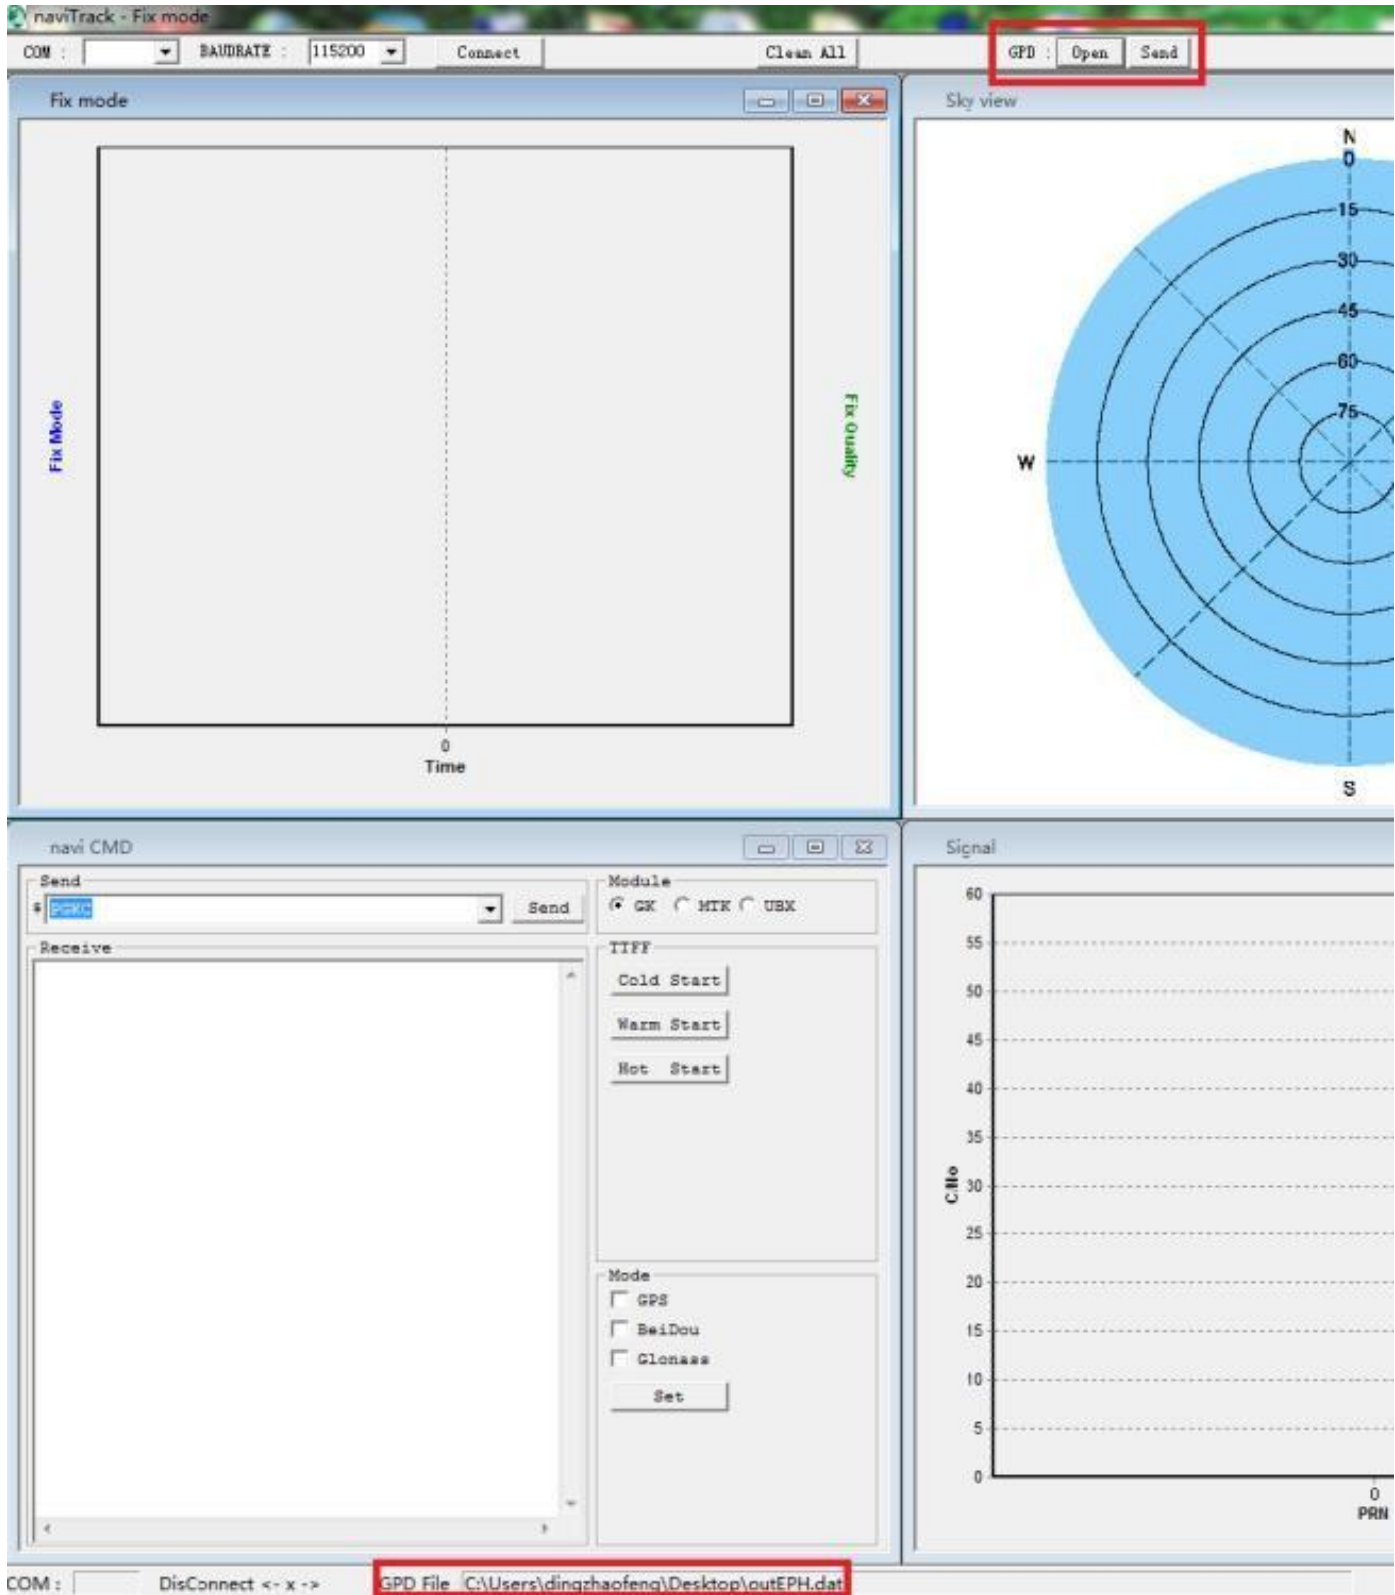 naviTrack - Fix mode
COM : BAUDRATE : 115200 Connect Clean All GPD : Open Send
Fix mode
Fix Mode
Fix Quality
0
Time
Sky view
N
0
15
30
45
60
75
W
S
navi CMD
Send
$ PGKC Send
Receive
Module
GK MTK UBX
TTFF
Cold Start
Warm Start
Hot Start
Mode
GPS
BeiDou
Glonass
Set
Signal
60
55
50
45
40
35
30
25
20
15
10
5
0
C/No
0
PRN
COM : DisConnect <- x -> GPD File C:\Users\dingzhaofeng\Desktop\outEPH.dat